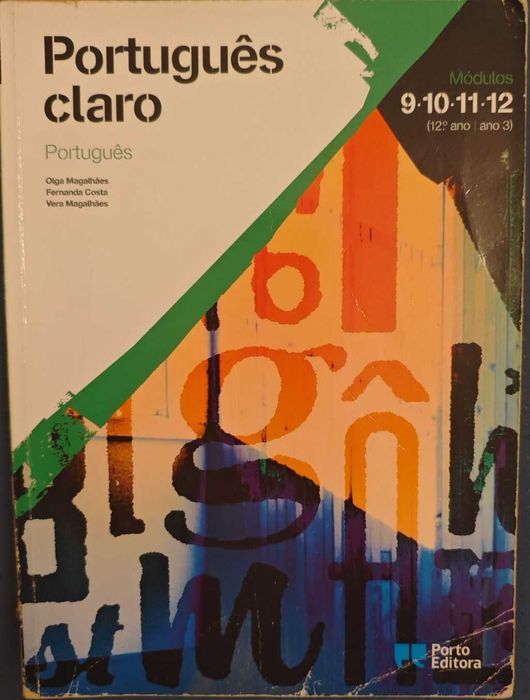 Português
claro
Português
Olga Magalhães
Fernanda Costa
Vera Magalhães
Módulos
9·10·11·12
(12.º ano | ano 3)
Porto
Editora